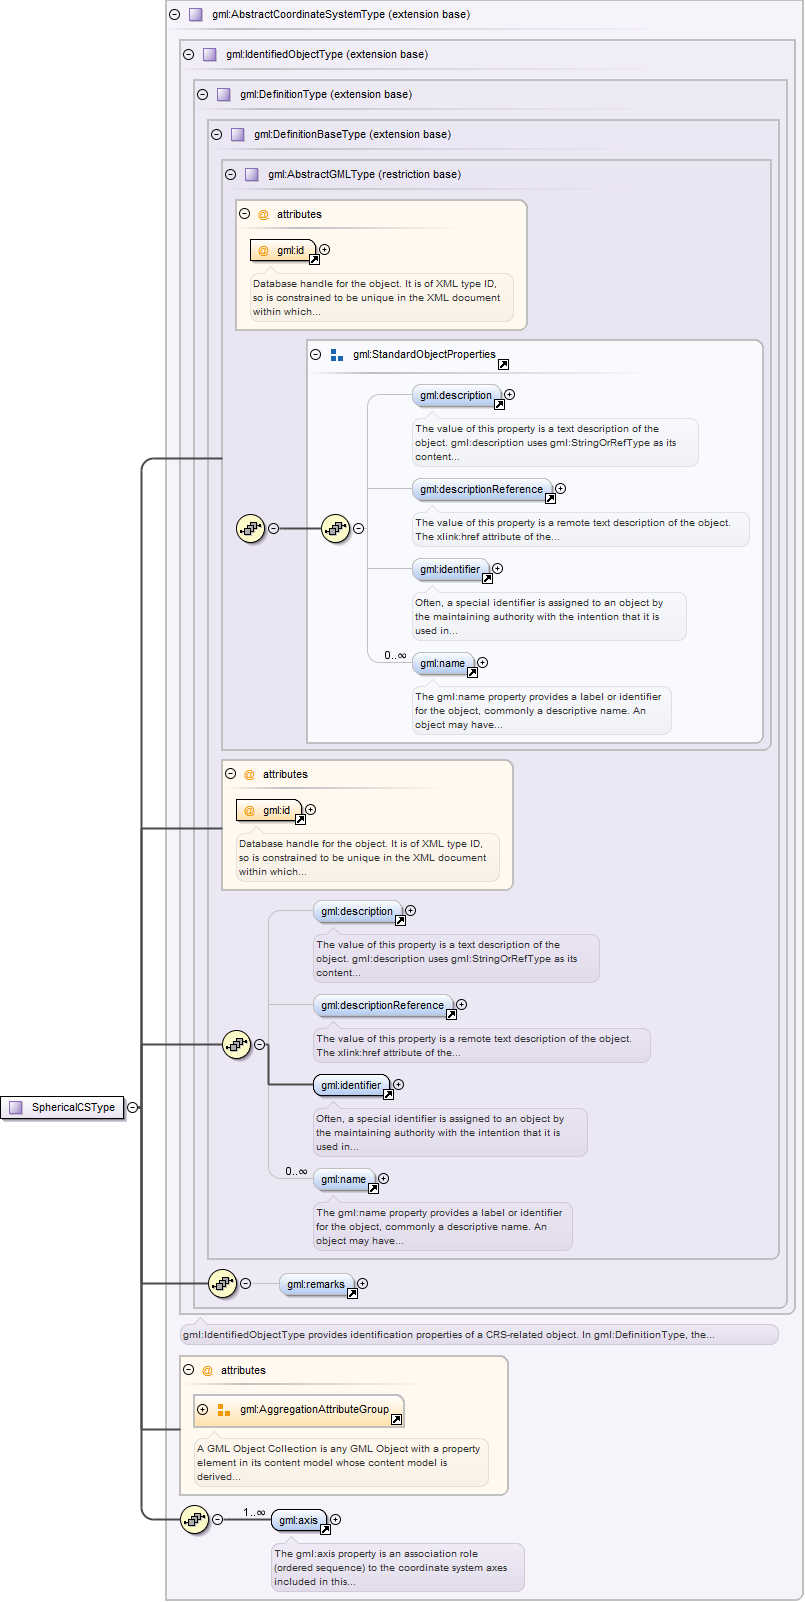 gml:AbstractCoordinateSystemType (extension base)
gml:IdentifiedObjectType (extension base)
gml:DefinitionType (extension base)
gml:DefinitionBaseType (extension base)
gml:AbstractGMLType (restriction base)
@ attributes
@ gml:id
Database handle for the object. It is of XML type ID,
so is constrained to be unique in the XML document
within which...
gml:StandardObjectProperties
gml:description
The value of this property is a text description of the
object. gml:description uses gml:StringOrRefType as its
content...
gml:descriptionReference
The value of this property is a remote text description of the object.
The xlink:href attribute of the...
gml:identifier
Often, a special identifier is assigned to an object by
the maintaining authority with the intention that it is
used in...
0..∞ gml:name
The gml:name property provides a label or identifier
for the object, commonly a descriptive name. An
object may have...
@ attributes
@ gml:id
Database handle for the object. It is of XML type ID,
so is constrained to be unique in the XML document
within which...
gml:description
The value of this property is a text description of the
object. gml:description uses gml:StringOrRefType as its
content...
gml:descriptionReference
The value of this property is a remote text description of the object.
The xlink:href attribute of the...
gml:identifier
SphericalCSType
Often, a special identifier is assigned to an object by
the maintaining authority with the intention that it is
used in...
0..∞ gml:name
The gml:name property provides a label or identifier
for the object, commonly a descriptive name. An
object may have...
gml:remarks
gml:IdentifiedObjectType provides identification properties of a CRS-related object. In gml:DefinitionType, the...
@ attributes
gml:AggregationAttributeGroup
A GML Object Collection is any GML Object with a property
element in its content model whose content model is
derived...
1..∞ gml:axis
The gml:axis property is an association role
(ordered sequence) to the coordinate system axes
included in this...